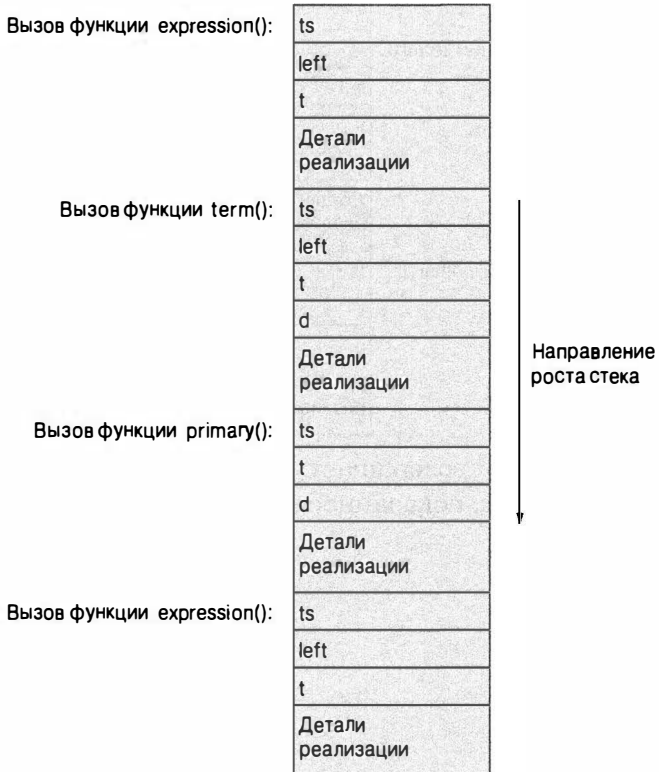 Вызов функции expression(): ts
left
t
Детали
реализации
Вызов функции term(): ts
left
t
d
Детали
реализации
Направление
роста стека
Вызов функции primary(): ts
t
d
Детали
реализации
Вызов функции expression(): ts
left
t
Детали
реализации